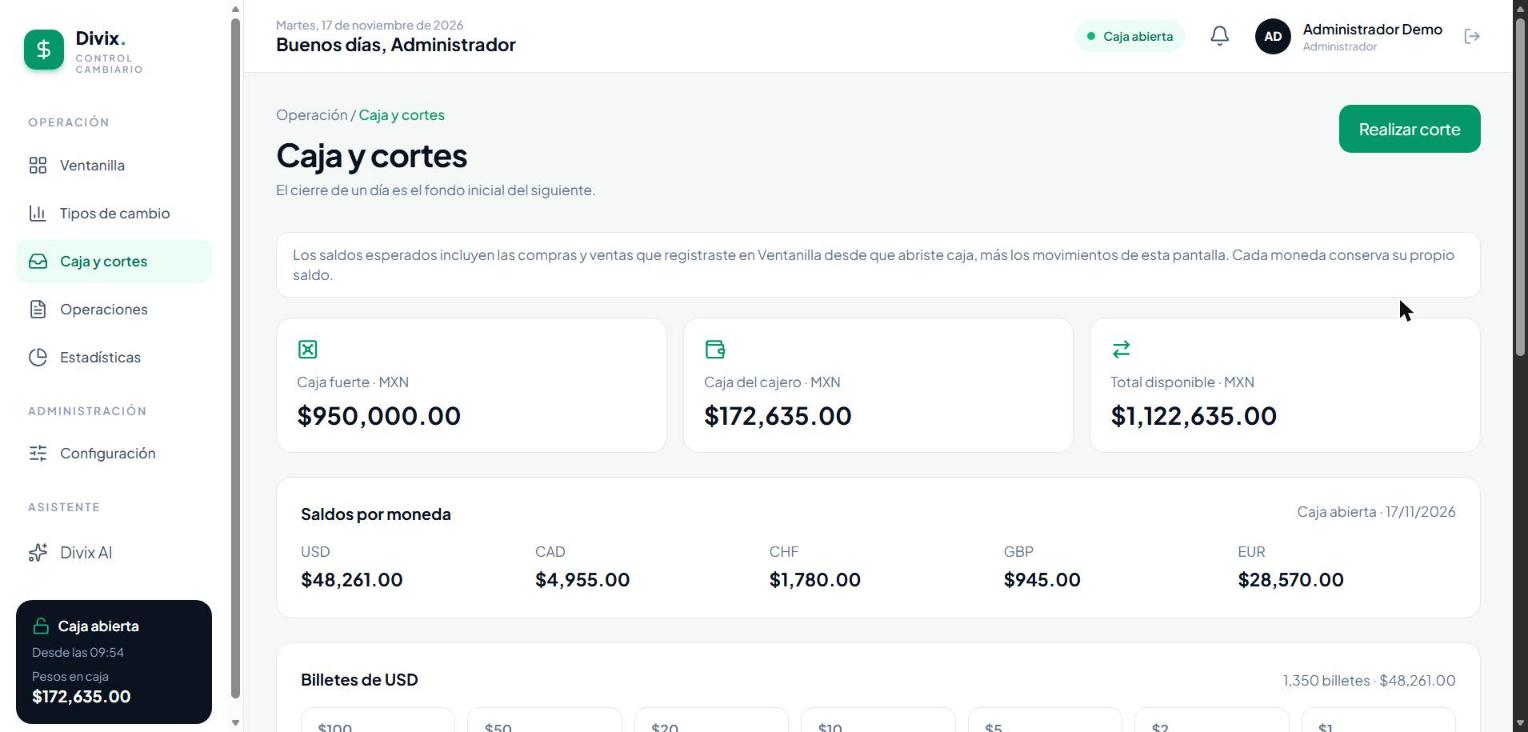 Divix.
CONTROL
CAMBIARIO
OPERACIÓN
Ventanilla
Tipos de cambio
Caja y cortes
Operaciones
Estadísticas
ADMINISTRACIÓN
Configuración
ASISTENTE
Divix AI
Caja abierta
Desde las 09:54
Pesos en caja
$172,635.00
Martes, 17 de noviembre de 2026
Buenos días, Administrador
Caja abierta
AD
Administrador Demo
Administrador
Operación / Caja y cortes
Caja y cortes
El cierre de un día es el fondo inicial del siguiente.
Realizar corte
Los saldos esperados incluyen las compras y ventas que registraste en Ventanilla desde que abriste caja, más los movimientos de esta pantalla. Cada moneda conserva su propio
saldo.
Caja fuerte · MXN
$950,000.00
Caja del cajero · MXN
$172,635.00
Total disponible · MXN
$1,122,635.00
Saldos por moneda
Caja abierta · 17/11/2026
USD
$48,261.00
CAD
$4,955.00
CHF
$1,780.00
GBP
$945.00
EUR
$28,570.00
Billetes de USD
1,350 billetes · $48,261.00
$100
$50
$20
$10
$5
$2
$1